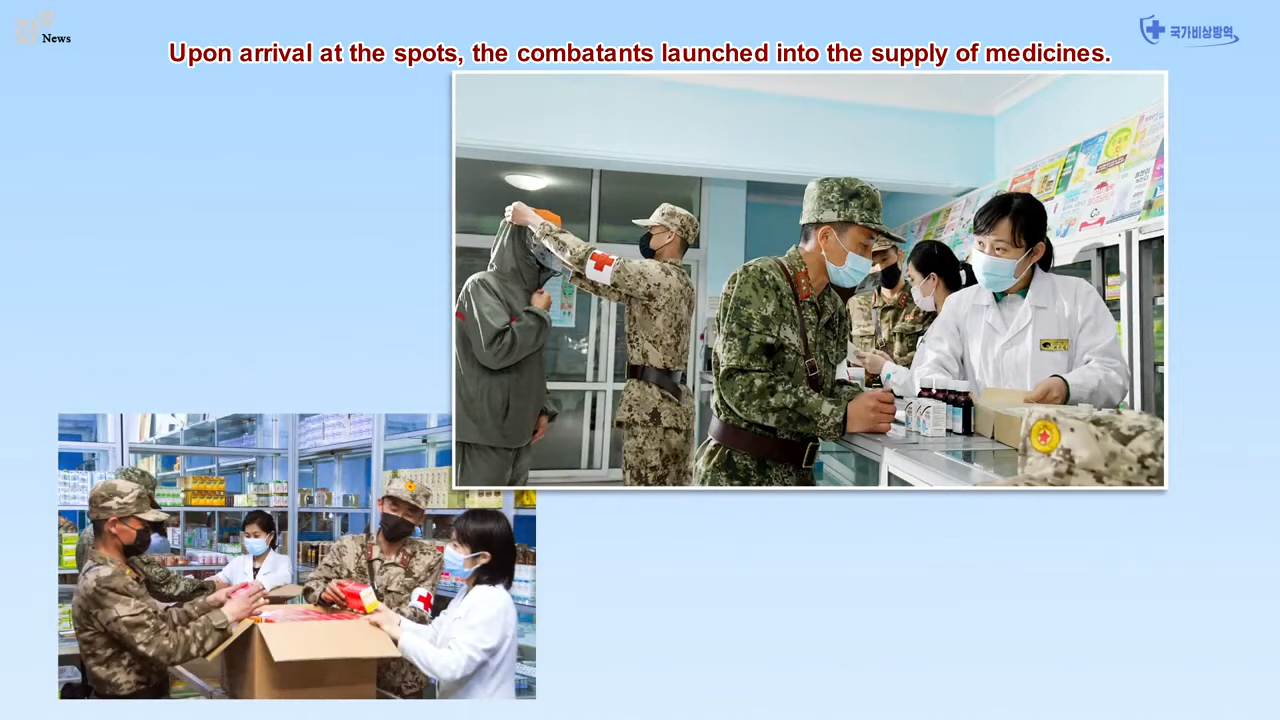 News
국가비상방역
Upon arrival at the spots, the combatants launched into the supply of medicines.